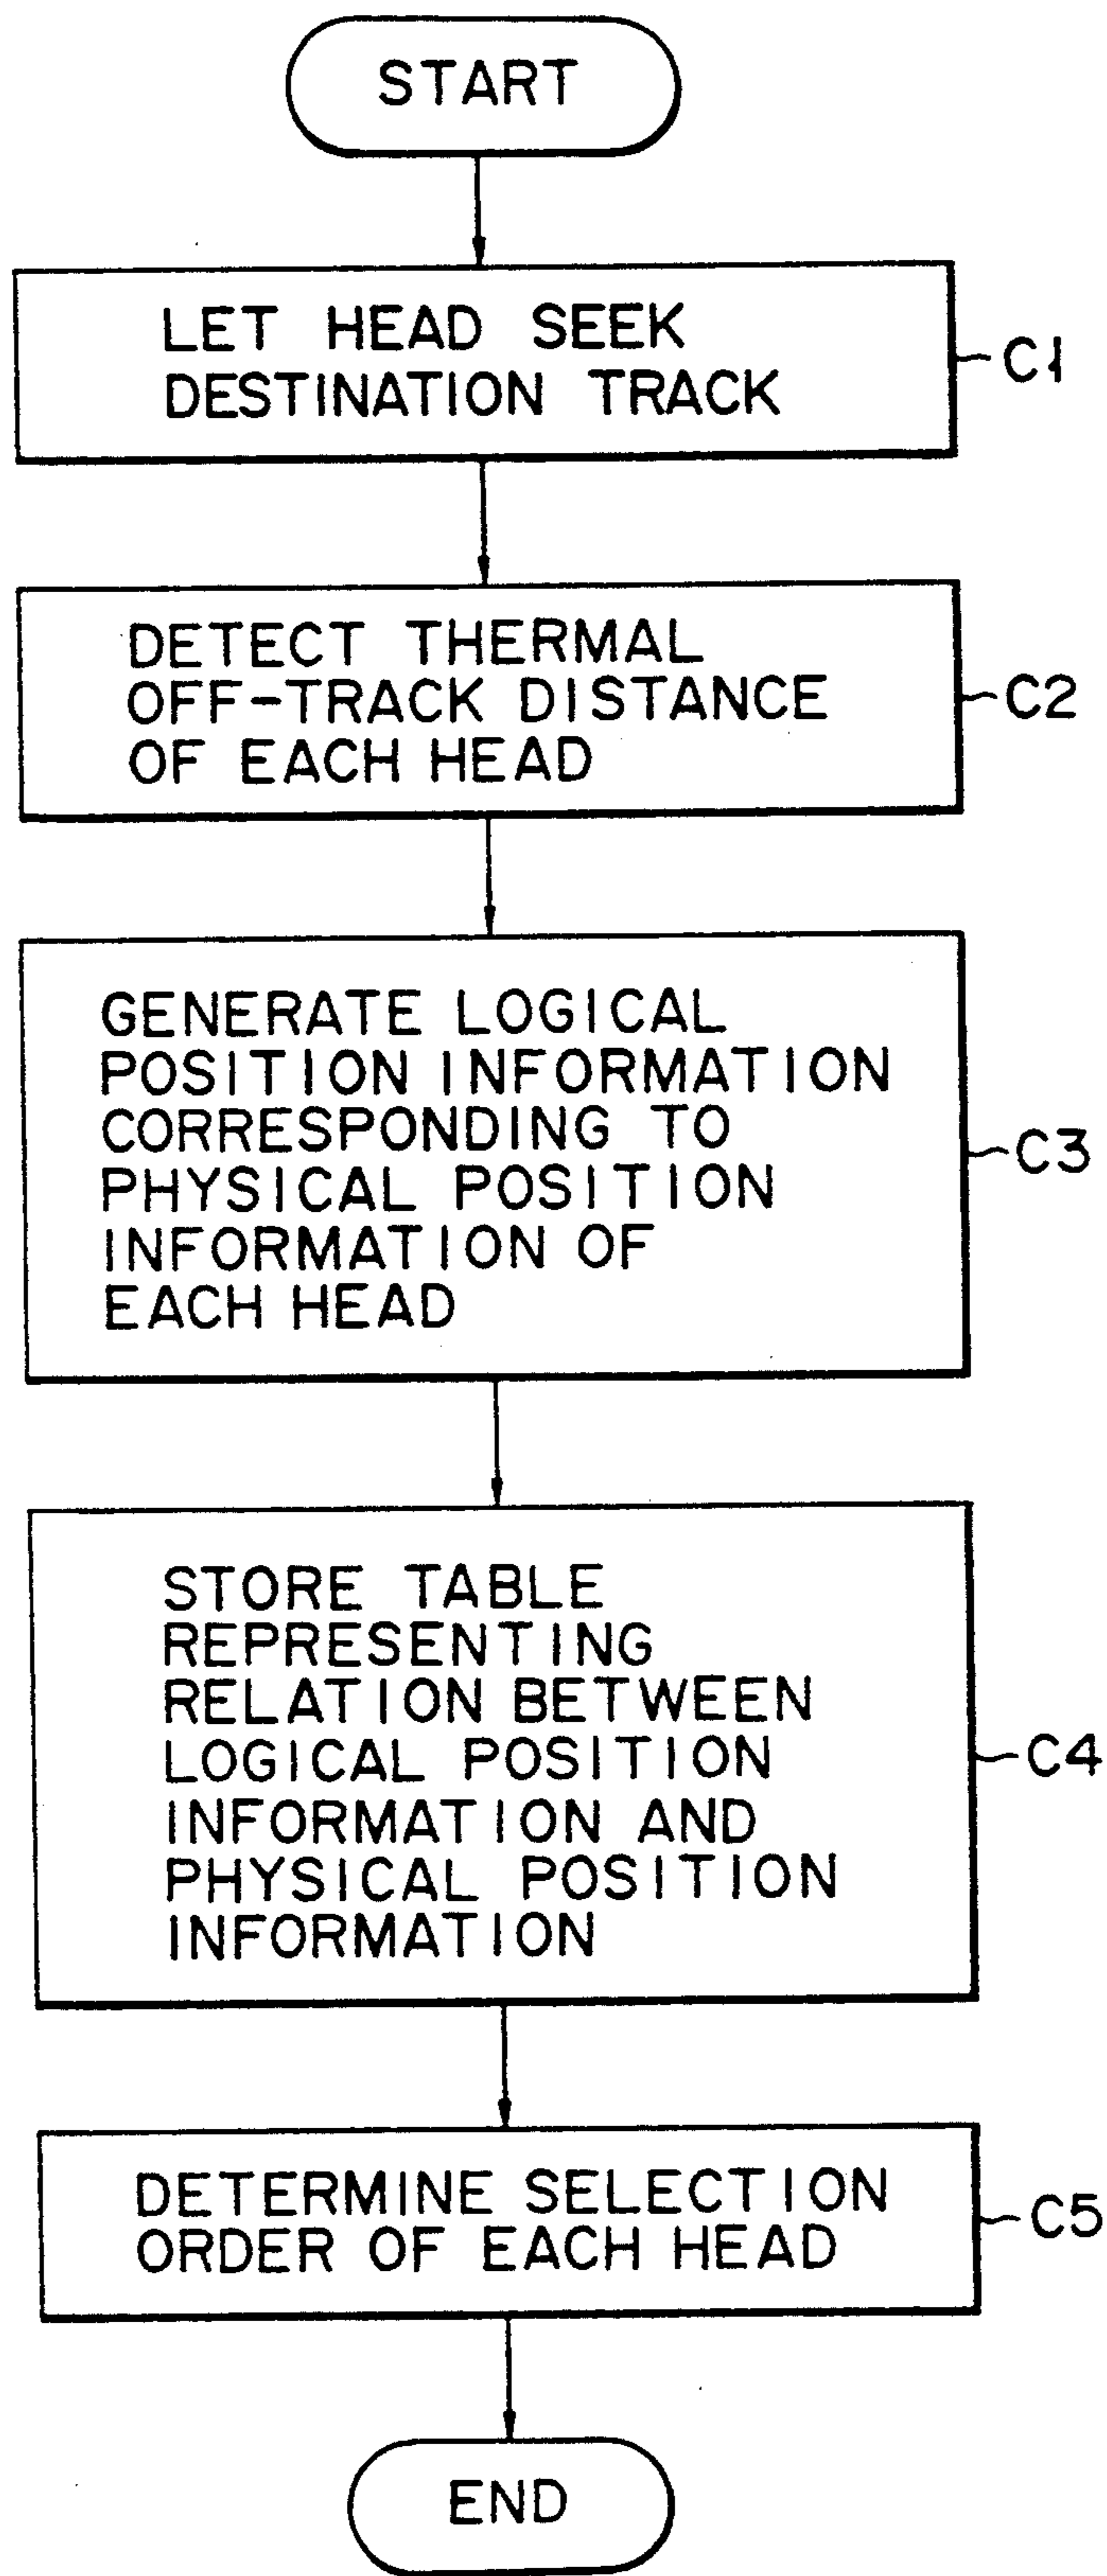 START
LET HEAD SEEK
DESTINATION TRACK
C1
DETECT THERMAL
OFF-TRACK DISTANCE
OF EACH HEAD
C2
GENERATE LOGICAL
POSITION INFORMATION
CORRESPONDING TO
PHYSICAL POSITION
INFORMATION OF
EACH HEAD
C3
STORE TABLE
REPRESENTING
RELATION BETWEEN
LOGICAL POSITION
INFORMATION AND
PHYSICAL POSITION
INFORMATION
C4
DETERMINE SELECTION
ORDER OF EACH HEAD
C5
END